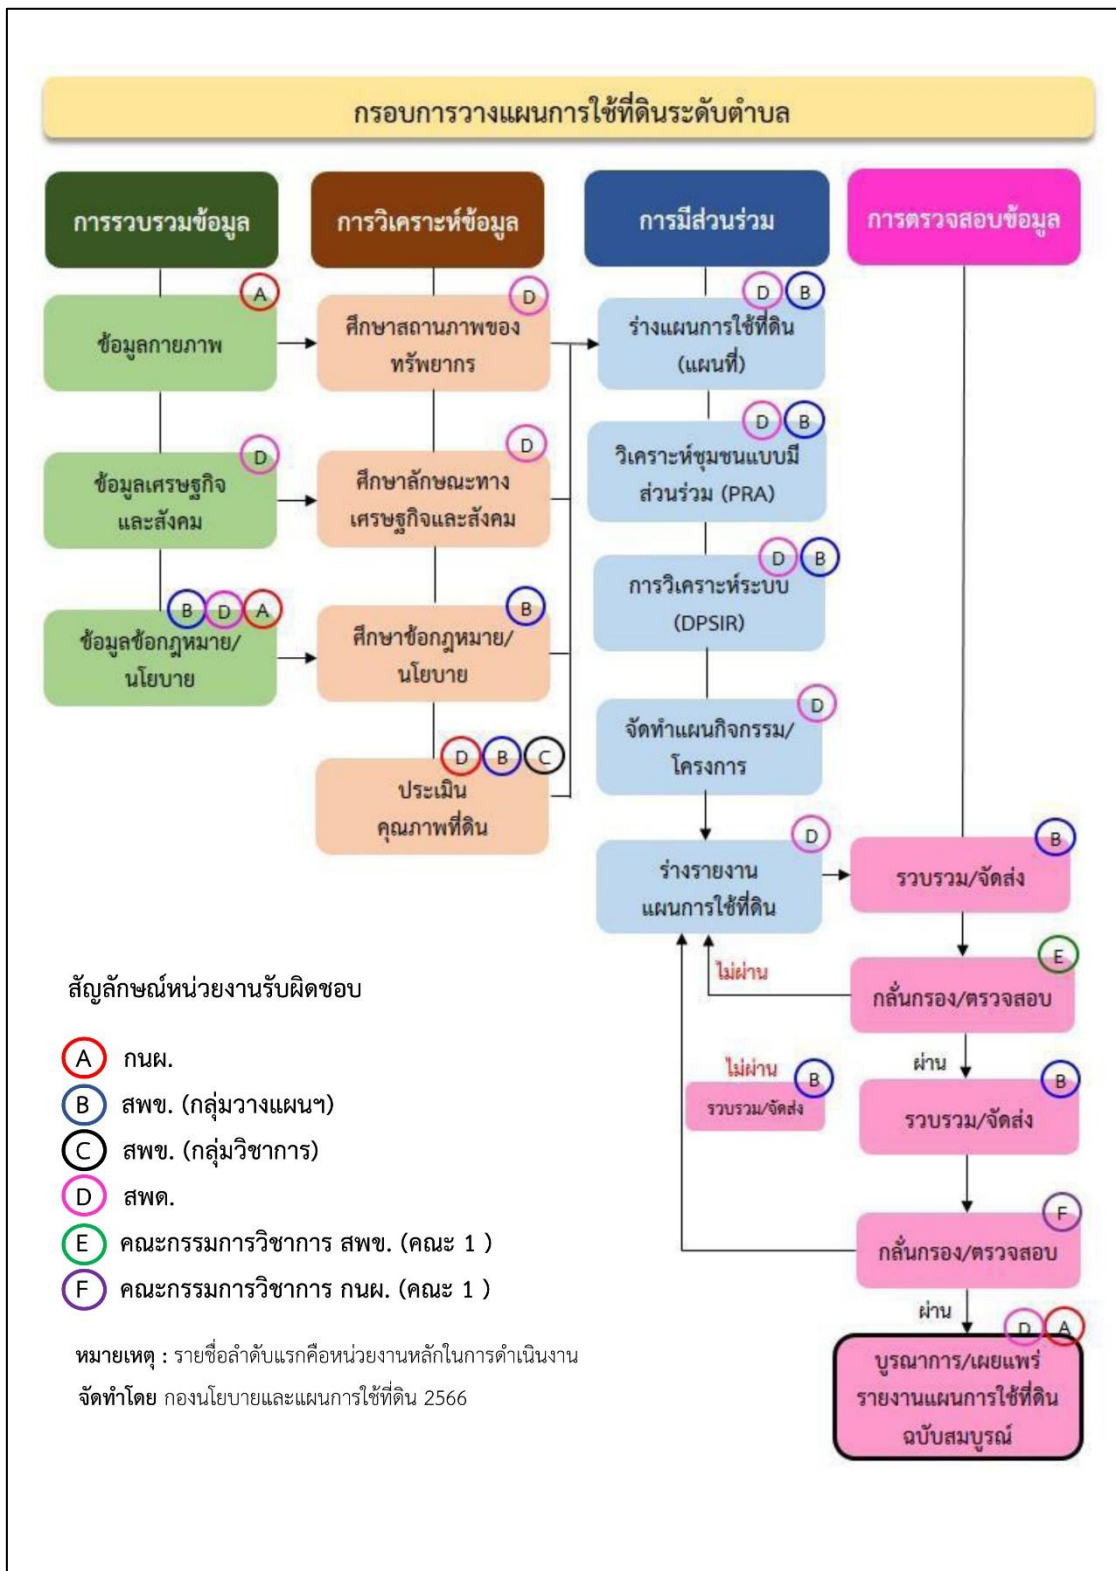 กรอบการวางแผนการใช้ที่ดินระดับตำบล
การรวบรวมข้อมูล
A
ข้อมูลกายภาพ
D
ข้อมูลเศรษฐกิจ
และสังคม
B D A
ข้อมูลข้อกฎหมาย/
นโยบาย
การวิเคราะห์ข้อมูล
D
ศึกษาสถานภาพของ
ทรัพยากร
D
ศึกษาลักษณะทาง
เศรษฐกิจและสังคม
B
ศึกษาข้อกฎหมาย/
นโยบาย
D B C
ประเมิน
คุณภาพที่ดิน
การมีส่วนร่วม
D B
ร่างแผนการใช้ที่ดิน
(แผนที่)
D B
วิเคราะห์ชุมชนแบบมี
ส่วนร่วม (PRA)
D B
การวิเคราะห์ระบบ
(DPSIR)
D
จัดทำแผนกิจกรรม/
โครงการ
D
ร่างรายงาน
แผนการใช้ที่ดิน
การตรวจสอบข้อมูล
B
รวบรวม/จัดส่ง
E
กลั่นกรอง/ตรวจสอบ
ไม่ผ่าน
ผ่าน
B
รวบรวม/จัดส่ง
ไม่ผ่าน
B
รวบรวม/จัดส่ง
F
กลั่นกรอง/ตรวจสอบ
ผ่าน
D A
บูรณาการ/เผยแพร่
รายงานแผนการใช้ที่ดิน
ฉบับสมบูรณ์
สัญลักษณ์หน่วยงานรับผิดชอบ
A กนผ.
B สพข. (กลุ่มวางแผนฯ)
C สพข. (กลุ่มวิชาการ)
D สพด.
E คณะกรรมการวิชาการ สพข. (คณะ 1 )
F คณะกรรมการวิชาการ กนผ. (คณะ 1 )
หมายเหตุ : รายชื่อลำดับแรกคือหน่วยงานหลักในการดำเนินงาน
จัดทำโดย กองนโยบายและแผนการใช้ที่ดิน 2566